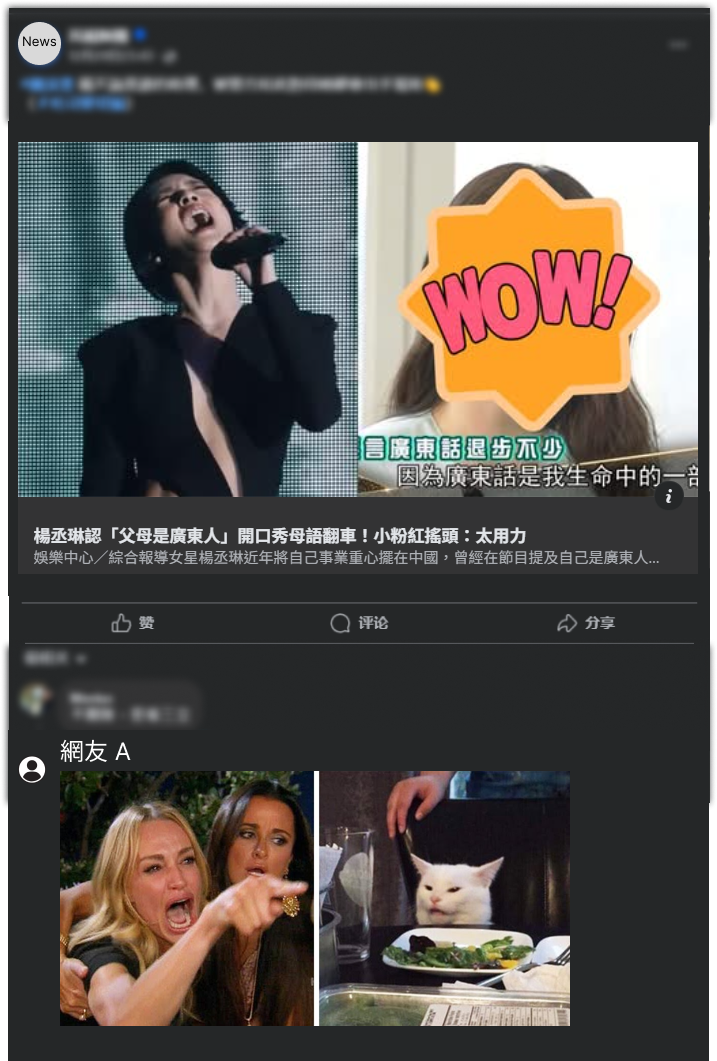 News
WOW!
言廣東話退步不少
因為廣東話是我生命中的一部
楊丞琳認「父母是廣東人」開口秀母語翻車！小粉紅搖頭：太用力
娛樂中心／綜合報導女星楊丞琳近年將自己事業重心擺在中國，曾經在節目提及自己是廣東人...
赞
评论
分享
網友 A